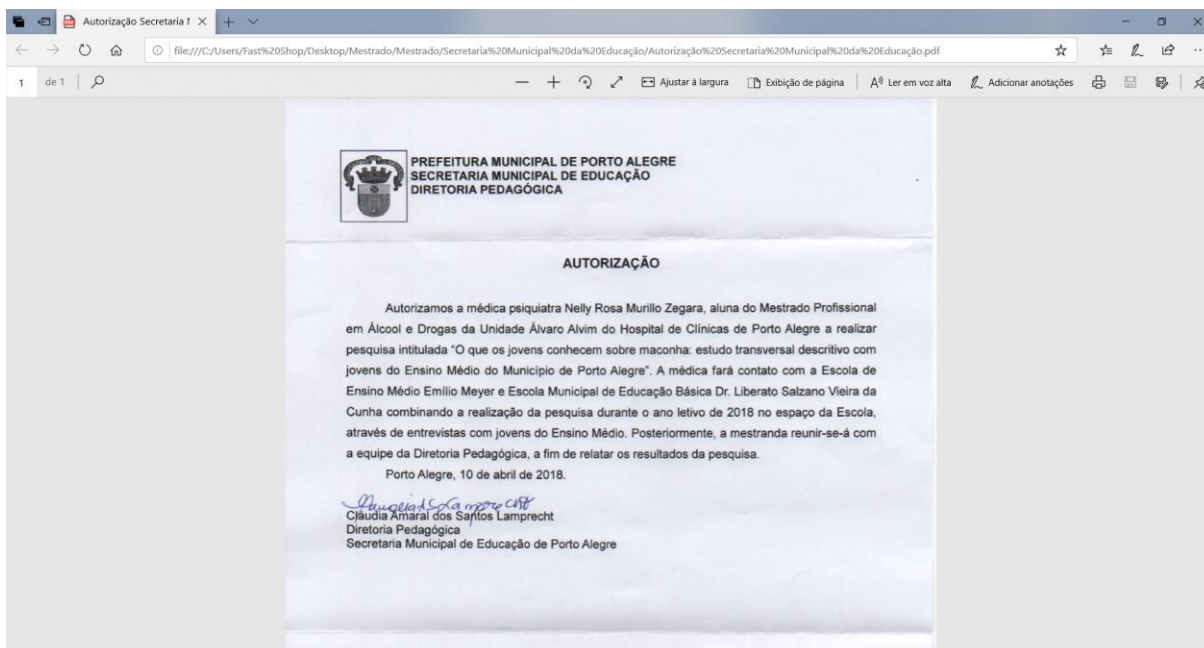 Autorização Secretaria M
file:///C:/Users/Fast%20Shop/Desktop/Mestrado/Mestrado/Secretaria%20Municipal%20da%20Educação/Autorização%20Secretaria%20Municipal%20da%20Educação.pdf
1 de 1
Ajustar à largura
Exibição de página
Ler em voz alta
Adicionar anotações
PREFEITURA MUNICIPAL DE PORTO ALEGRE
SECRETARIA MUNICIPAL DE EDUCAÇÃO
DIRETORIA PEDAGÓGICA
AUTORIZAÇÃO
Autorizamos a médica psiquiatra Nelly Rosa Murillo Zegara, aluna do Mestrado Profissional
em Álcool e Drogas da Unidade Álvaro Alvim do Hospital de Clínicas de Porto Alegre a realizar
pesquisa intitulada "O que os jovens conhecem sobre maconha: estudo transversal descritivo com
jovens do Ensino Médio do Município de Porto Alegre". A médica fará contato com a Escola de
Ensino Médio Emílio Meyer e Escola Municipal de Educação Básica Dr. Liberato Salzano Vieira da
Cunha combinando a realização da pesquisa durante o ano letivo de 2018 no espaço da Escola,
através de entrevistas com jovens do Ensino Médio. Posteriormente, a mestranda reunir-se-á com
a equipe da Diretoria Pedagógica, a fim de relatar os resultados da pesquisa.
Porto Alegre, 10 de abril de 2018.
Cláudia Amaral dos Santos Lamprecht
Diretoria Pedagógica
Secretaria Municipal de Educação de Porto Alegre